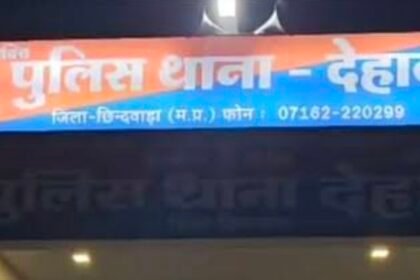 पुलिस थाना - देहात
जिला-छिन्दवाड़ा (म.प्र.) फोन : 07162-220299
पुलिस थाना देहा